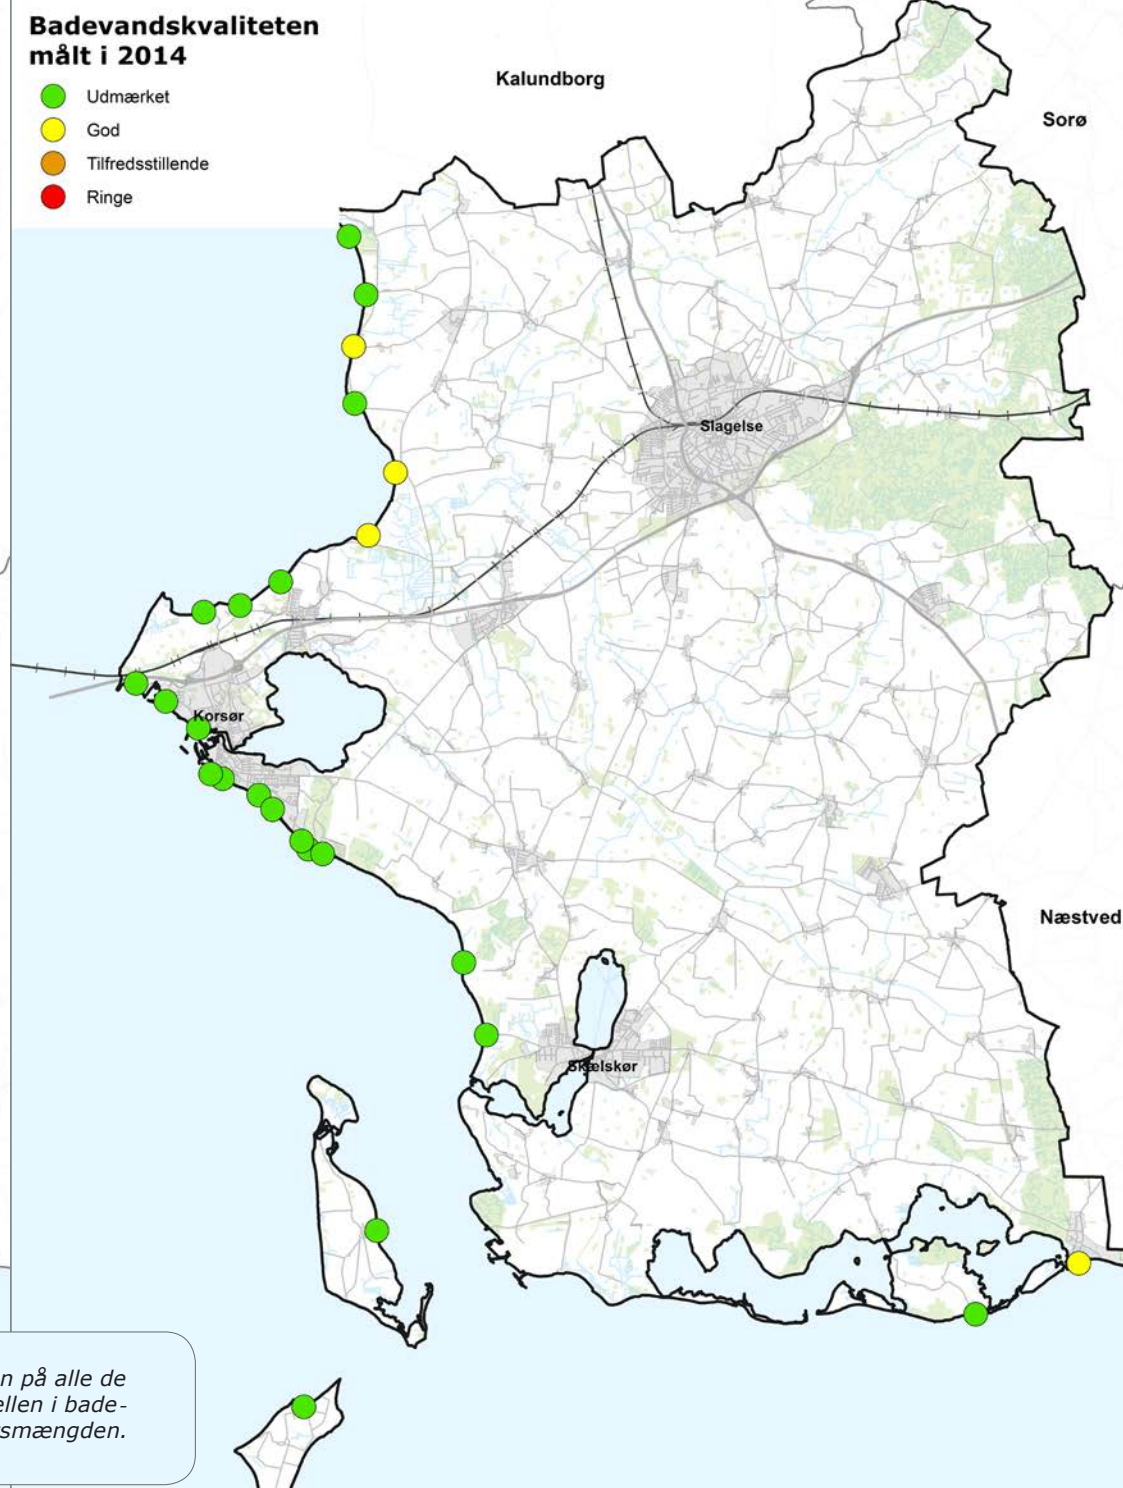 Badevandskvaliteten
målt i 2014
Udmærket
God
Tilfredsstillende
Ringe
Kalundborg
Sorø
Slagelse
Korsør
Næstved
Skælskør
n på alle de
ellen i bade-
smængden.